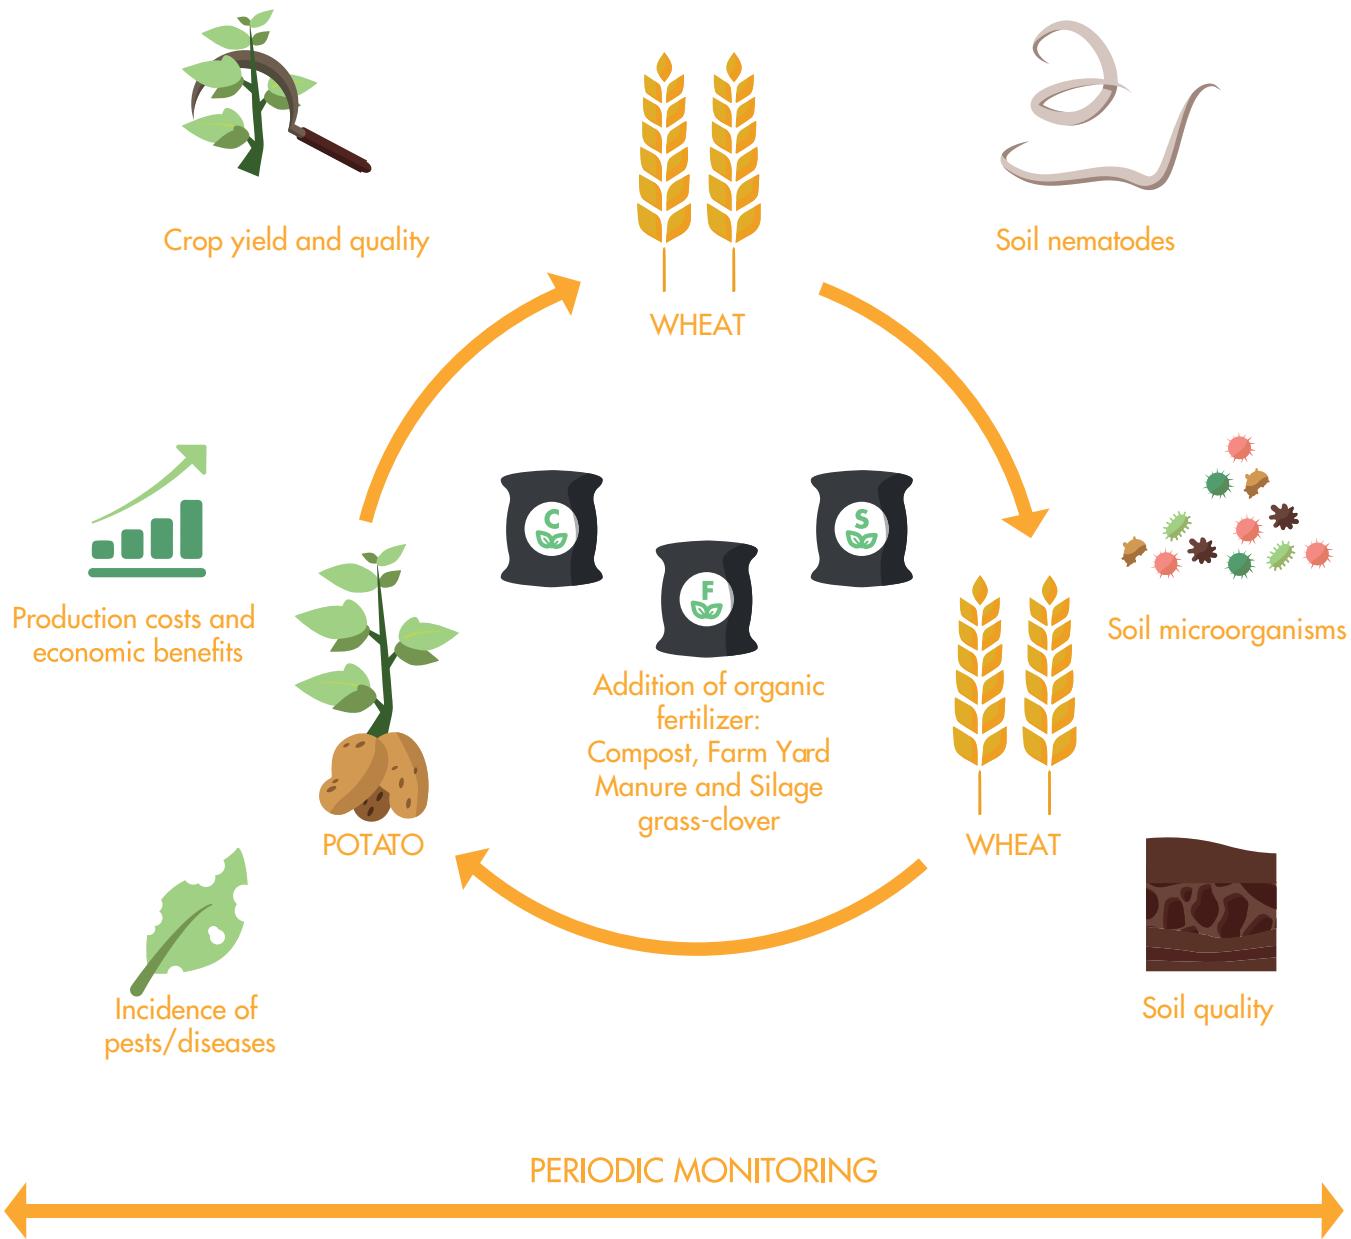 Crop yield and quality
Soil nematodes
WHEAT
C
S
F
Production costs and
economic benefits
Soil microorganisms
Addition of organic
fertilizer:
Compost, Farm Yard
Manure and Silage
grass-clover
POTATO
WHEAT
Incidence of
pests/diseases
Soil quality
PERIODIC MONITORING